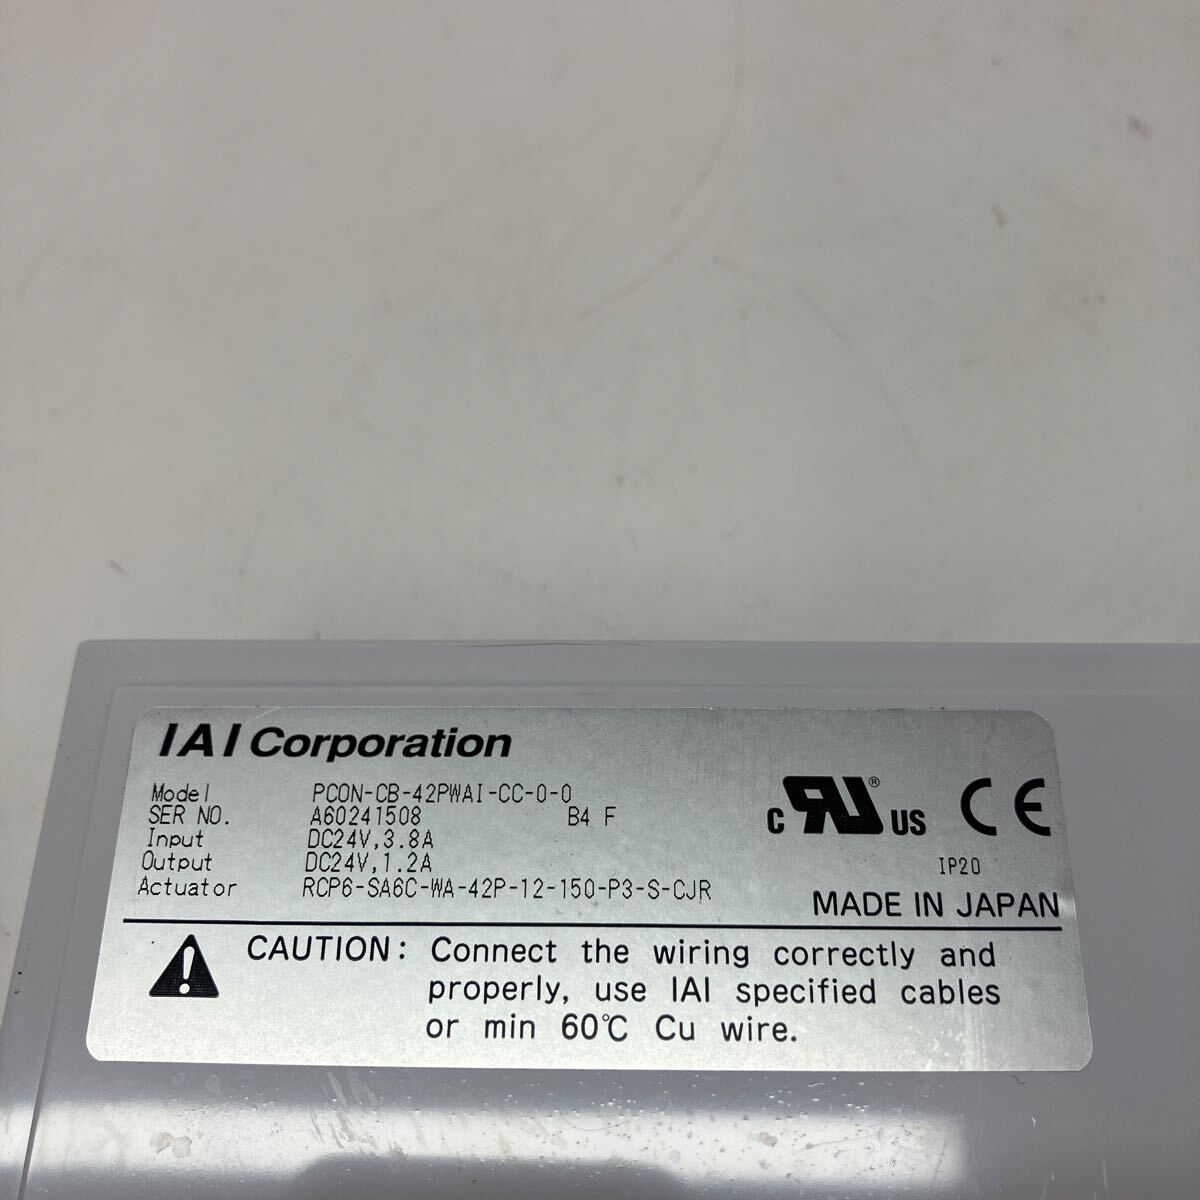 IAI Corporation
Model PCON-CB-42PWAI-CC-0-0
SER NO. A60241508 B4 F
Input DC24V,3.8A
Output DC24V,1.2A
Actuator RCP6-SA6C-WA-42P-12-150-P3-S-CJR
C RU ® US CE
IP20
MADE IN JAPAN
CAUTION: Connect the wiring correctly and
properly, use IAI specified cables
or min 60℃ Cu wire.